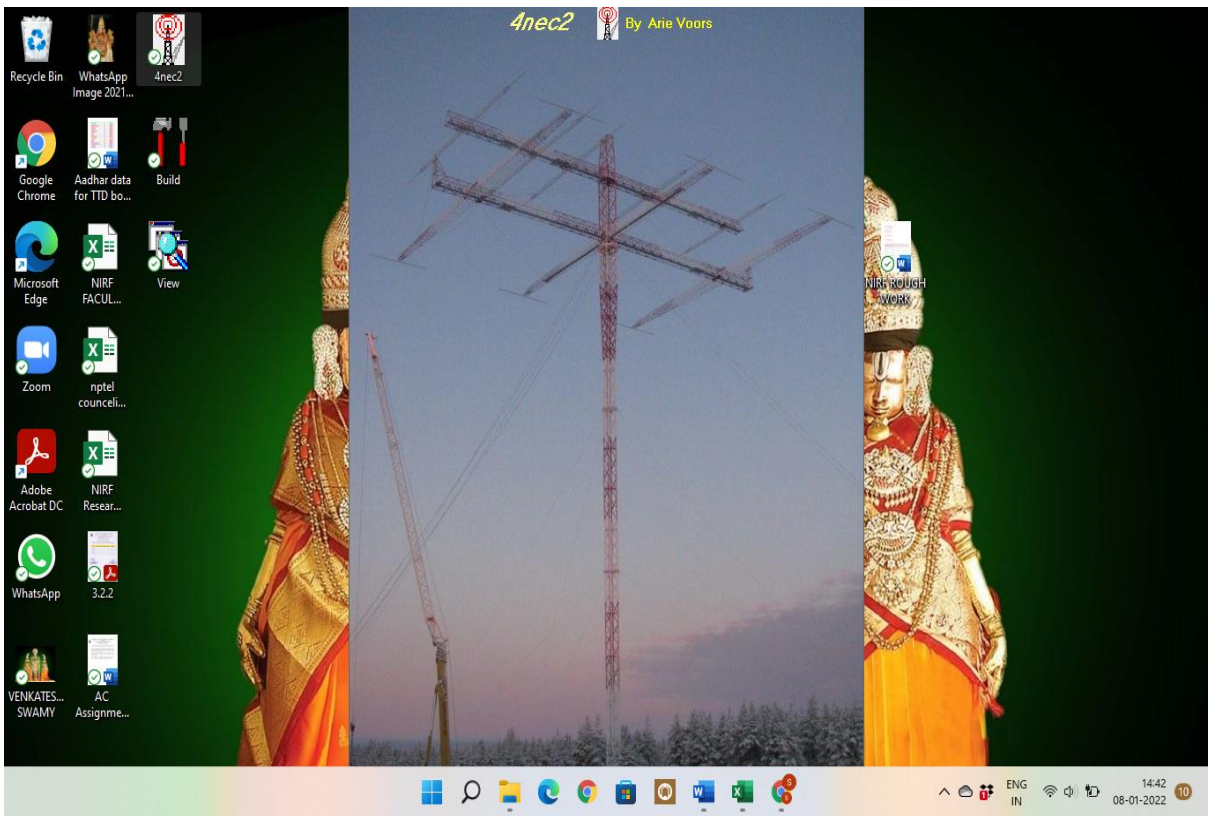 4nec2 By Arie Voors
Recycle Bin
WhatsApp
Image 2021...
4nec2
Google
Chrome
Aadhar data
for TTD bo...
Build
Microsoft
Edge
NIRF
FACUL...
View
NIRF ROUGH
WORK
Zoom
nptel
counceli...
Adobe
Acrobat DC
NIRF
Resear...
WhatsApp
3.2.2
VENKATES...
SWAMY
AC
Assignme...
ENG
IN
14:42
08-01-2022
10